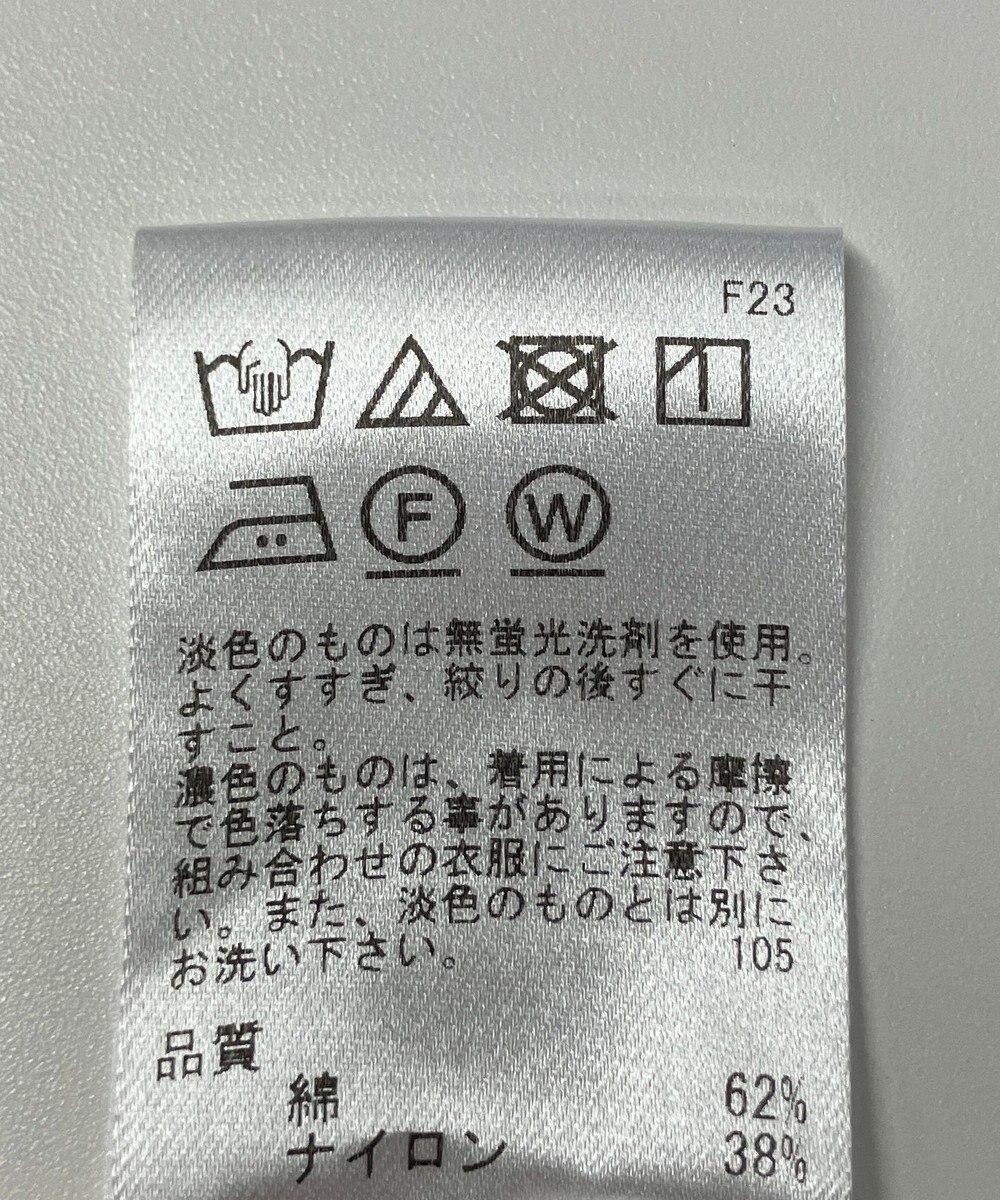 F23
F
W
淡色のものは無蛍光洗剤を使用。
よくすすぎ、絞りの後すぐに干
すこと。
濃色のものは、着用による摩擦
で色落ちする事がありますので、
組み合わせの衣服にご注意下さ
い。また、淡色のものとは別に
お洗い下さい。 105
品質
綿 62%
ナイロン 38%